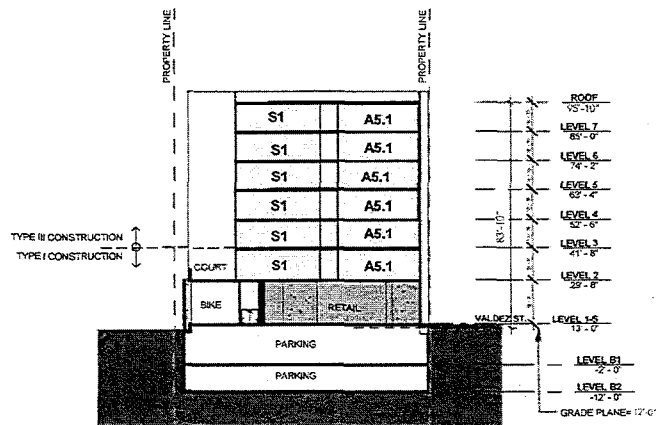 PROPERTY LINE
PROPERTY LINE
ROOF
95'-10"
S1 A5.1
LEVEL 7
85'-0"
S1 A5.1
LEVEL 6
74'-2"
S1 A5.1
LEVEL 5
63'-4"
S1 A5.1
LEVEL 4
52'-6"
83'-10"
S1 A5.1
TYPE III CONSTRUCTION
LEVEL 3
41'-8"
TYPE I CONSTRUCTION
COURT
S1 A5.1
LEVEL 2
29'-8"
BIKE
RETAIL
VALDEZ ST.
LEVEL 1-S
13'-0"
PARKING
LEVEL B1
-2'-0"
PARKING
LEVEL B2
-12'-0"
GRADE PLANE= 12'-0"